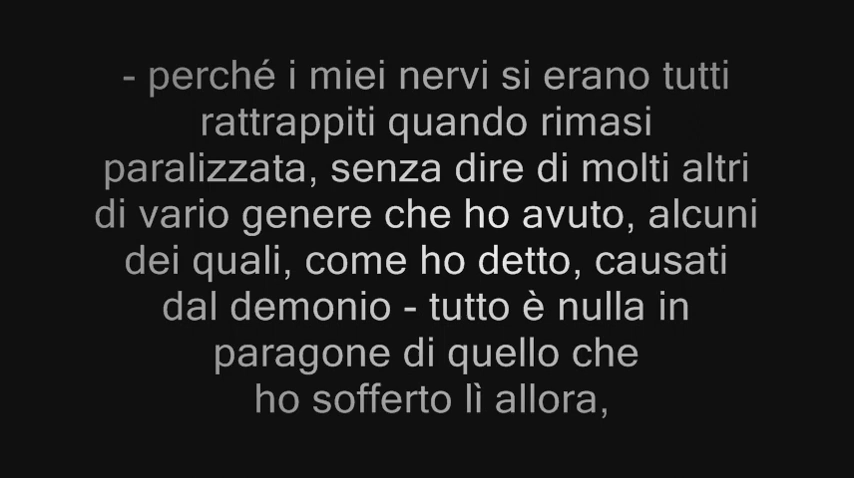 - perché i miei nervi si erano tutti
rattrappiti quando rimasi
paralizzata, senza dire di molti altri
di vario genere che ho avuto, alcuni
dei quali, come ho detto, causati
dal demonio - tutto è nulla in
paragone di quello che
ho sofferto lì allora,